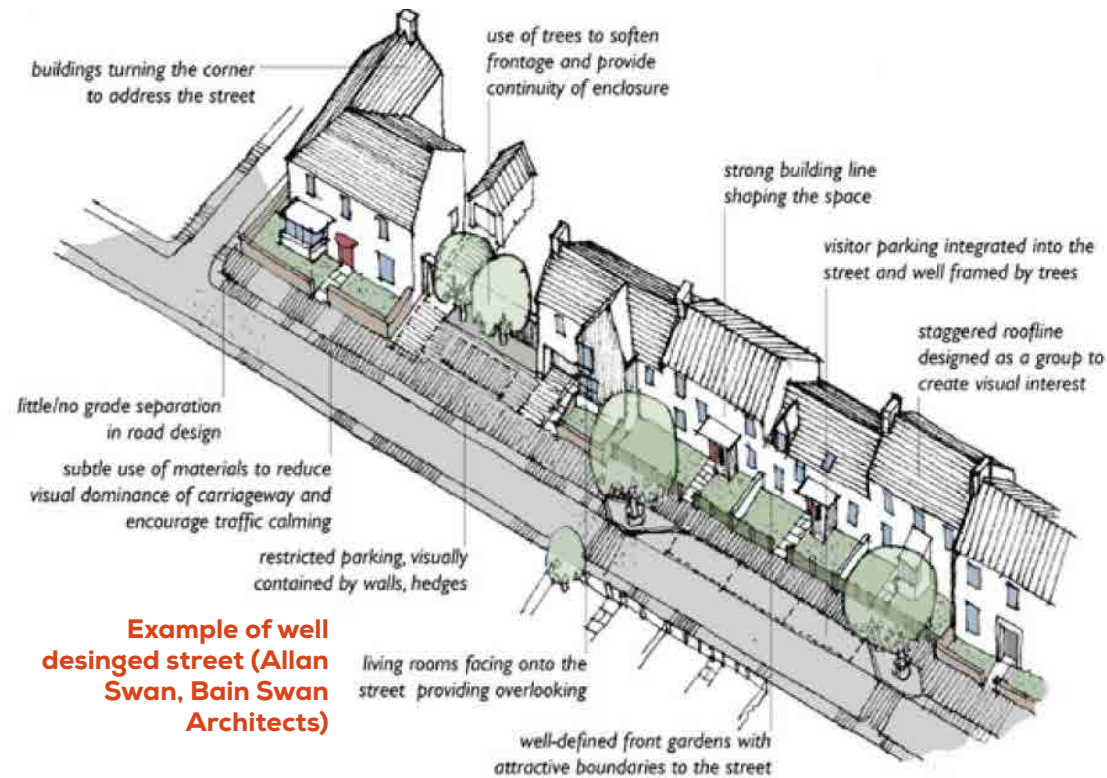 buildings turning the corner
to address the street
use of trees to soften
frontage and provide
continuity of enclosure
strong building line
shaping the space
visitor parking integrated into the
street and well framed by trees
staggered roofline
designed as a group to
create visual interest
little/no grade separation
in road design
subtle use of materials to reduce
visual dominance of carriageway and
encourage traffic calming
restricted parking, visually
contained by walls, hedges
Example of well
desinged street (Allan
Swan, Bain Swan
Architects)
living rooms facing onto the
street providing overlooking
well-defined front gardens with
attractive boundaries to the street